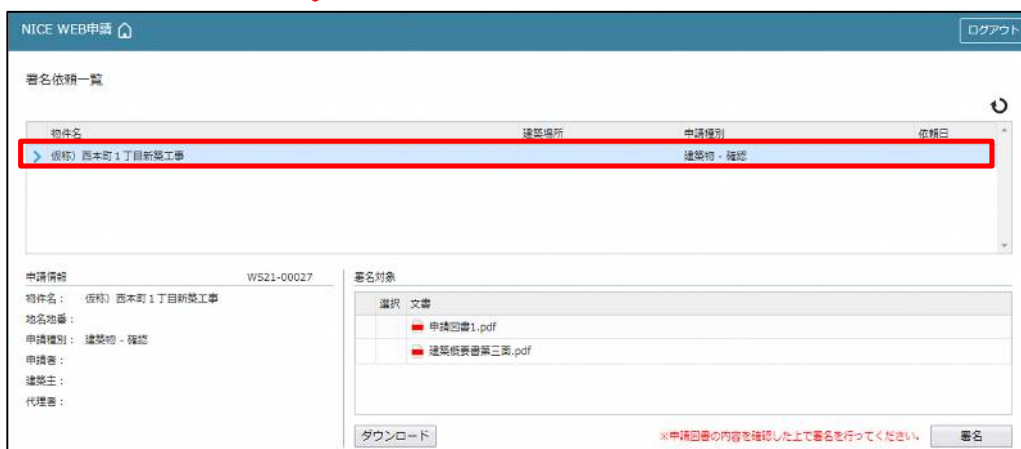 NICE WEB申請
ログアウト
署名依頼一覧
物件名 建築場所 申請種別 依頼日
仮称）西本町１丁目新築工事 建築物 - 確認
申請情報 WS21-00027
物件名： 仮称）西本町１丁目新築工事
地名地番：
申請種別： 建築物 - 確認
申請者：
建築主：
代理者：
署名対象
選択 文書
申請図書1.pdf
建築概要書第三面.pdf
ダウンロード
※申請図書の内容を確認した上で署名を行ってください。
署名